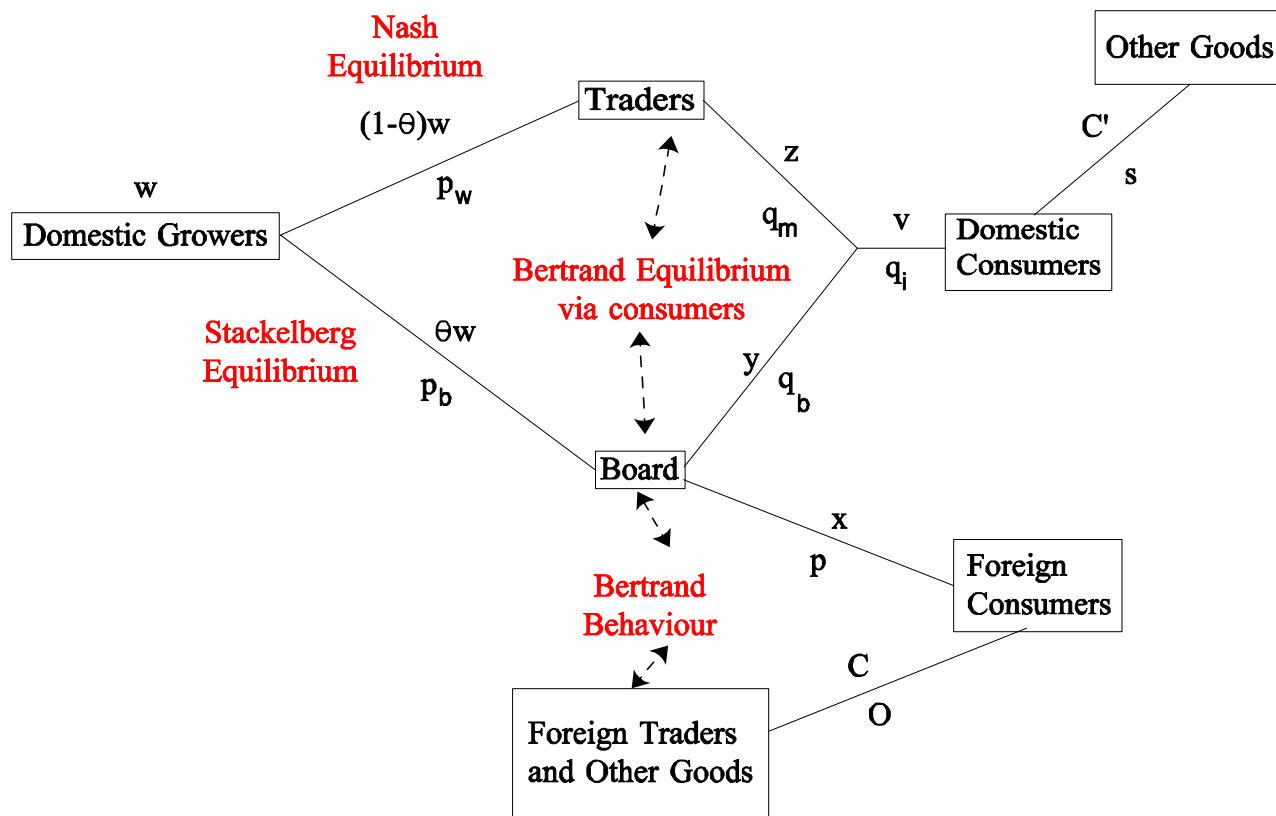 Nash
Equilibrium
Other Goods
Traders
(1-θ)w
C'
z
s
w
p_w
Domestic Growers
q_m
v
Domestic
Consumers
q_i
Bertrand Equilibrium
via consumers
Stackelberg
Equilibrium
θw
y
p_b
q_b
Board
x
p
Foreign
Consumers
Bertrand
Behaviour
C
O
Foreign Traders
and Other Goods